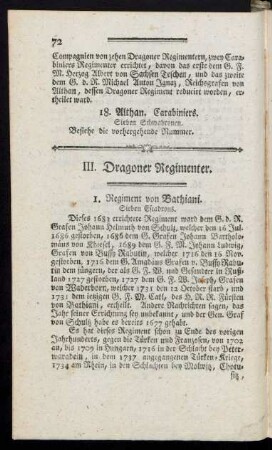 72
Compagnien von zehen Dragoner Regimentern, zwey Cara-
binirs Regimenter errichtet, davon das erste dem G. F.
M. Herzog Albert von Sachsen Teschen, und das zweite
dem G. d. R. Michael Anton Ignaz, Reichsgrafen von
Althan, dessen Dragoner Regiment reducirt worden, er-
theilet ward.
18. Althan. Carabiniers.
Sieben Schwadronen.
Besiehe die vorhergehende Nummer.
III. Dragoner Regimenter.
1. Regiment von Bathiani.
Sieben Esadrons.
Dieses 1683 errichtete Regiment ward dem G. d. R.
Grafen Johann Helmuth von Schulz, welcher den 16 Jul.
1686 gestorben, 1686 dem G. Grafen Johann Bartholo-
mäus von Khiesel, 1689 dem G. F. M. Johann Ludwig,
Grafen von Bussy Rabutin, welcher 1716 den 16 Nov.
gestorben, 1716 dem G. Amadäus Grafen v. Bussy-Rabu-
tin dem jüngern, der als G. F. W. und Gesandter in Ruß-
land 1727 gestorben, 1727 dem G. F. W. Joseph, Grafen
von Waderborn, welcher 1731 den 12 October starb, und
1731 dem jetzigen G. F. M. Carl, des H. R. R. Fürsten
von Bathiani, ertheilt. Andere Nachrichten sagen, das
Jahr seiner Errichtung sey unbekannt, und der Gen. Graf
von Schulz habe es bereits 1677 gehabt.
Es hat dieses Regiment schon zu Ende des vorigen
Jahrhunderts, gegen die Türken und Franzosen, von 1702
an, bis 1709 in Hungarn, 1716 in der Schlacht bey Peter-
waradein, in dem 1737 angegangenen Türken-Kriege,
1734 am Rhein, in den Schlachten bey Molwitz, Chotu-
sitz,